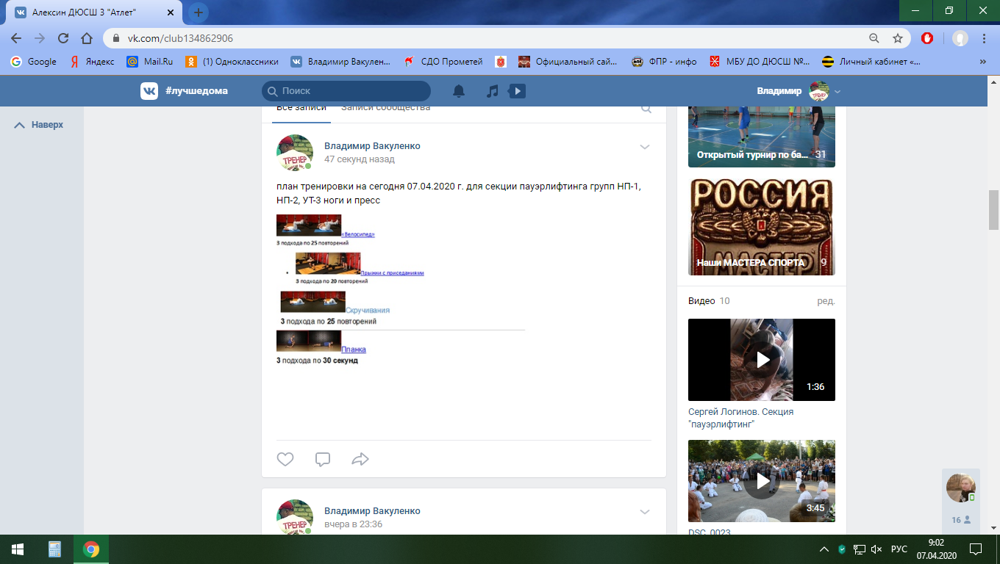 Алексин ДЮСШ 3 "Атлет"
vk.com/club134862906
Google
Яндекс
Mail.Ru
(1) Одноклассники
Владимир Вакулен...
СДО Прометей
Официальный сай...
ФПР - инфо
МБУ ДО ДЮСШ №...
Личный кабинет «...
»
#лучшедома
Поиск
Владимир
Наверх
Все записи
Записи сообщества
Владимир Вакуленко
47 секунд назад
план тренировки на сегодня 07.04.2020 г. для секции пауэрлифтинга групп НП-1,
НП-2, УТ-3 ноги и пресс
«Велосипед»
3 подхода по 25 повторений
Прыжки с приседаниями
3 подхода по 20 повторений
Скручивания
3 подхода по 25 повторений
Планка
3 подхода по 30 секунд
Владимир Вакуленко
вчера в 23:36
ТРЕНЕР
Открытый турнир по ба... 31
РОССИЯ
МАСТЕР
Наши МАСТЕРА СПОРТА 9
Видео 10
ред.
1:36
Сергей Логинов. Секция
"пауэрлифтинг"
3:45
DSC_0023
16
РУС
9:02
07.04.2020